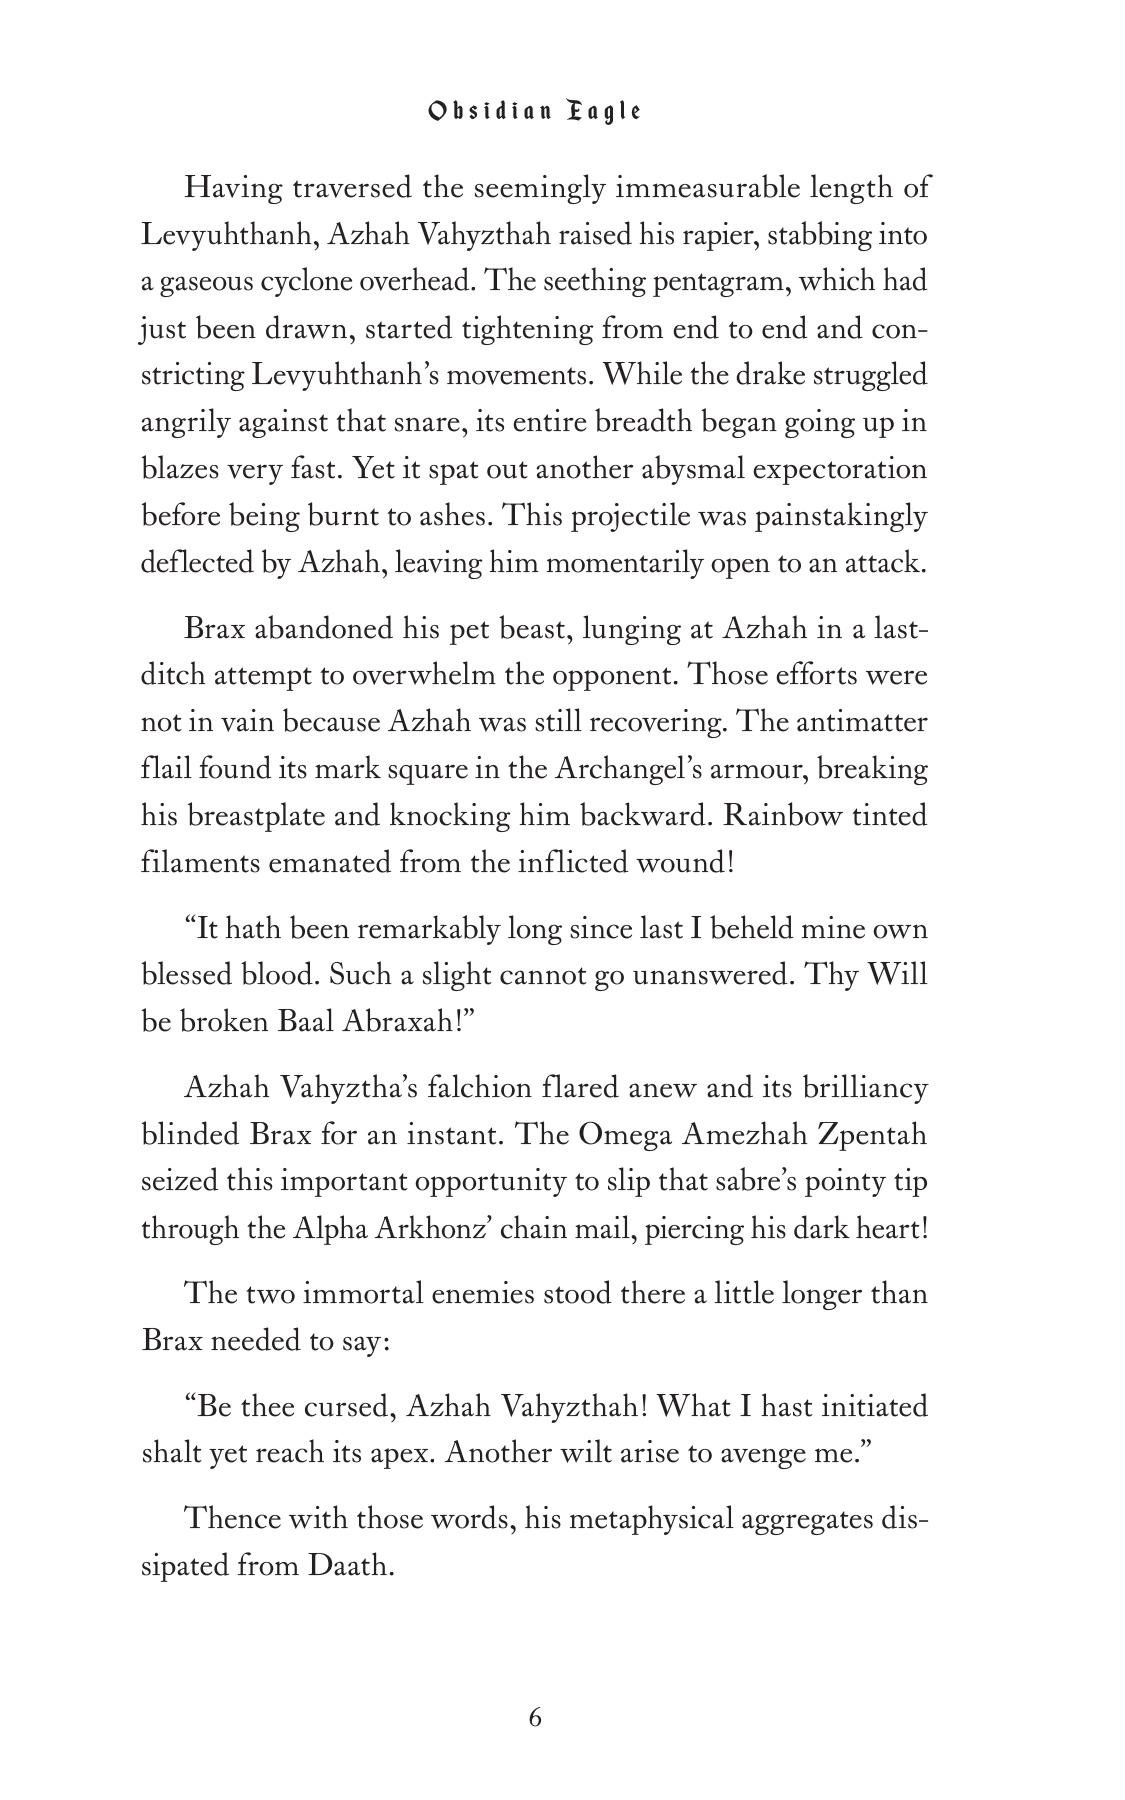 Obsidian Eagle
Having traversed the seemingly immeasurable length of
Levyuhthanh, Azhah Vahyzthah raised his rapier, stabbing into
a gaseous cyclone overhead. The seething pentagram, which had
just been drawn, started tightening from end to end and con-
stricting Levyuhthanh’s movements. While the drake struggled
angrily against that snare, its entire breadth began going up in
blazes very fast. Yet it spat out another abysmal expectoration
before being burnt to ashes. This projectile was painstakingly
deflected by Azhah, leaving him momentarily open to an attack.
Brax abandoned his pet beast, lunging at Azhah in a last-
ditch attempt to overwhelm the opponent. Those efforts were
not in vain because Azhah was still recovering. The antimatter
flail found its mark square in the Archangel’s armour, breaking
his breastplate and knocking him backward. Rainbow tinted
filaments emanated from the inflicted wound!
“It hath been remarkably long since last I beheld mine own
blessed blood. Such a slight cannot go unanswered. Thy Will
be broken Baal Abraxah!”
Azhah Vahyztha’s falchion flared anew and its brilliancy
blinded Brax for an instant. The Omega Amezhah Zpentah
seized this important opportunity to slip that sabre’s pointy tip
through the Alpha Arkhonz’ chain mail, piercing his dark heart!
The two immortal enemies stood there a little longer than
Brax needed to say:
“Be thee cursed, Azhah Vahyzthah! What I hast initiated
shalt yet reach its apex. Another wilt arise to avenge me.”
Thence with those words, his metaphysical aggregates dis-
sipated from Daath.
6